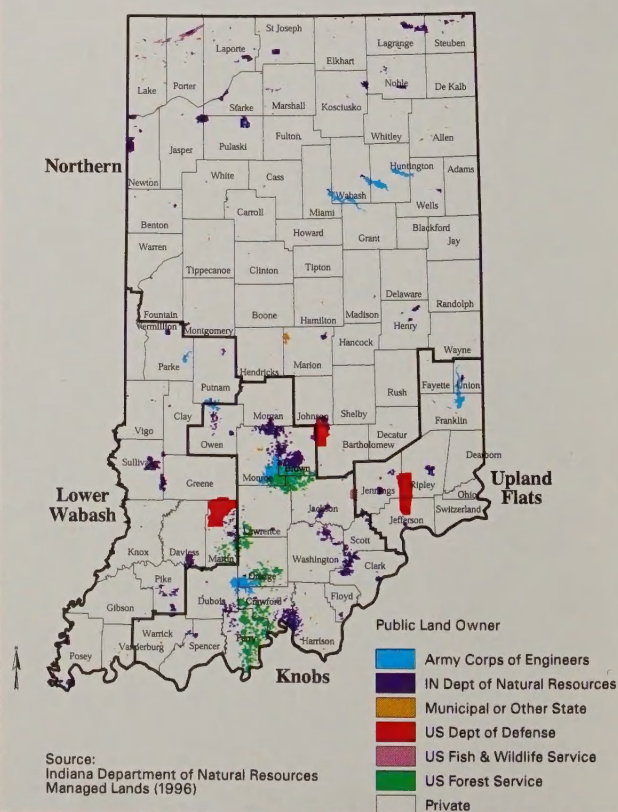 St Joseph
Lagrange
Steuben
Laporte
Elkhart
Lake
Porter
Noble
De Kalb
Starke
Marshall
Kosciusko
Jasper
Pulaski
Fulton
Whitley
Allen
Northern
Newton
White
Cass
Wabash
Huntington
Adams
Wells
Benton
Carroll
Miami
Warren
Howard
Grant
Blackford
Jay
Tippecanoe
Clinton
Tipton
Delaware
Randolph
Fountain
Boone
Hamilton
Madison
Henry
Vermillion
Montgomery
Hancock
Wayne
Parke
Hendricks
Marion
Putnam
Rush
Fayette
Union
Clay
Morgan
Johnson
Shelby
Franklin
Vigo
Owen
Decatur
Bartholomew
Dearborn
Sullivan
Monroe
Brown
Upland
Flats
Greene
Jennings
Ripley
Ohio
Lower
Wabash
Jackson
Jefferson
Switzerland
Knox
Daviess
Martin
Lawrence
Scott
Washington
Clark
Pike
Orange
Gibson
Dubois
Crawford
Floyd
Posey
Vanderburg
Warrick
Spencer
Perry
Harrison
Knobs
Public Land Owner
Army Corps of Engineers
IN Dept of Natural Resources
Municipal or Other State
US Dept of Defense
US Fish & Wildlife Service
US Forest Service
Private
Source:
Indiana Department of Natural Resources
Managed Lands (1996)